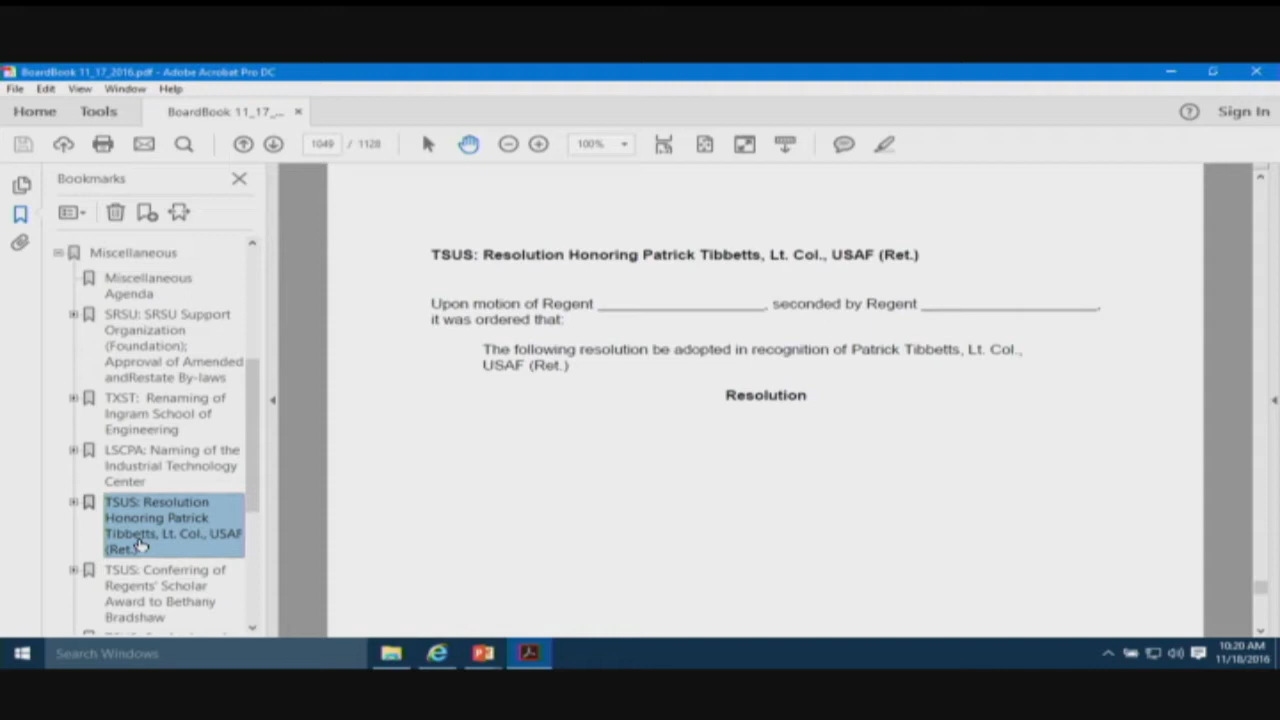 BoardBook 11_17_2016.pdf - Adobe Acrobat Pro DC
File Edit View Window Help
Home Tools BoardBook 11_17_... × Sign In
1049 / 1128 100%
Bookmarks
Miscellaneous
Miscellaneous
Agenda
SRSU: SRSU Support
Organization
(Foundation);
Approval of Amended
andRestate By-laws
TXST: Renaming of
Ingram School of
Engineering
LSCPA: Naming of the
Industrial Technology
Center
TSUS: Resolution
Honoring Patrick
Tibbetts, Lt. Col., USAF
(Ret.)
TSUS: Conferring of
Regents' Scholar
Award to Bethany
Bradshaw
TSUS: Resolution Honoring Patrick Tibbetts, Lt. Col., USAF (Ret.)
Upon motion of Regent ____________________, seconded by Regent _____________________,
it was ordered that:
The following resolution be adopted in recognition of Patrick Tibbetts, Lt. Col.,
USAF (Ret.)
Resolution
Search Windows
10:20 AM
11/18/2016